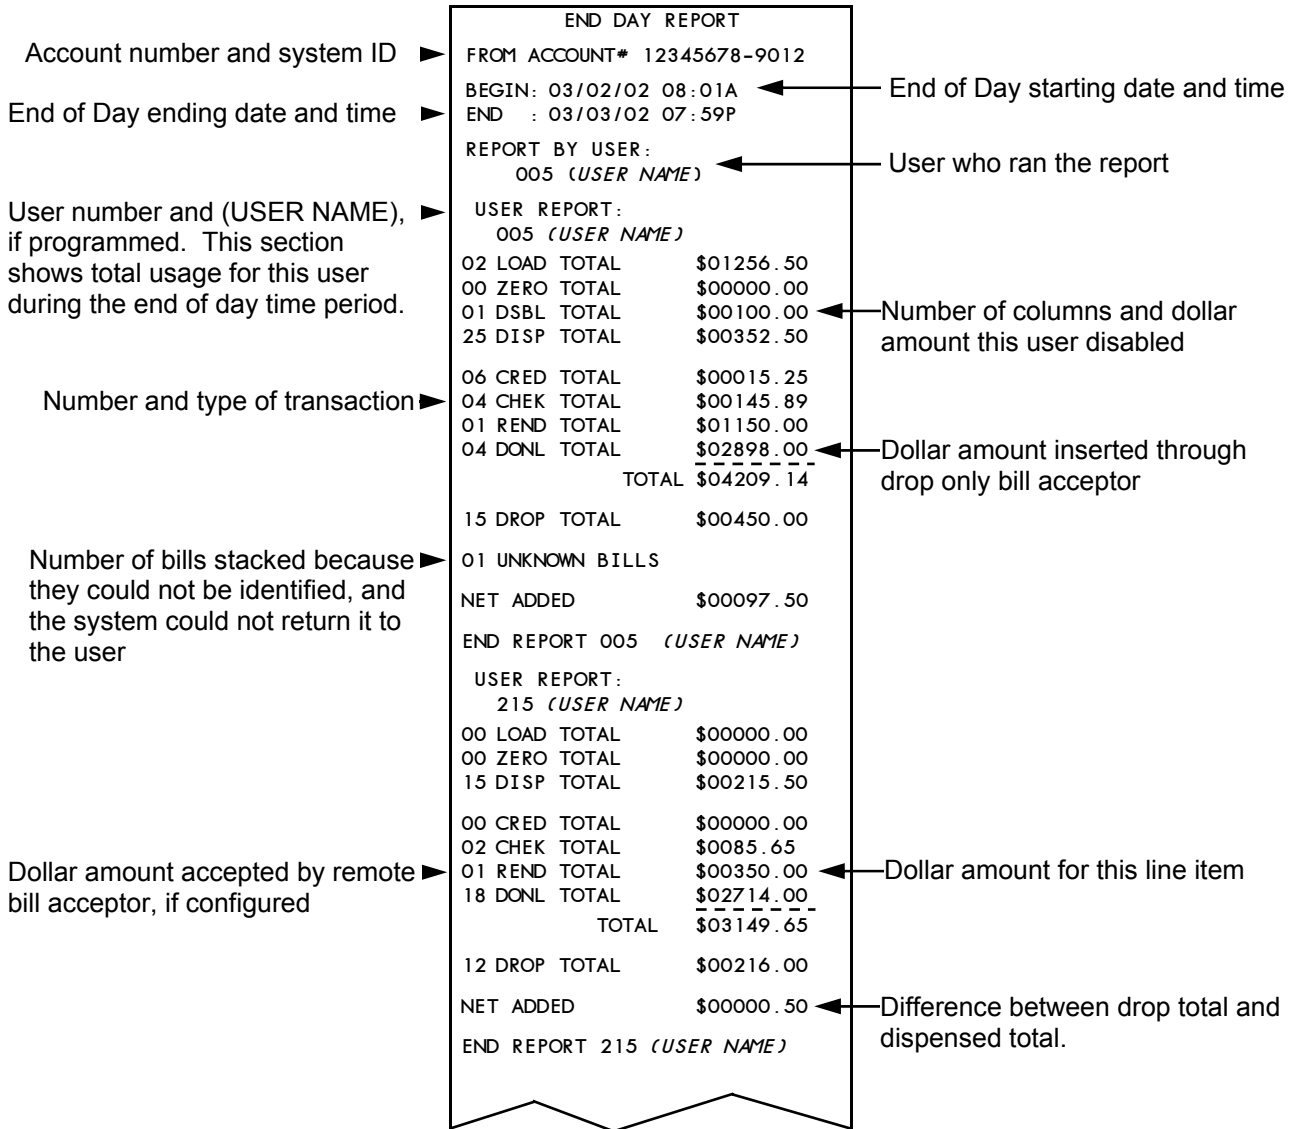 END DAY REPORT
Account number and system ID
FROM ACCOUNT# 12345678-9012
BEGIN: 03/02/02 08:01A
End of Day starting date and time
End of Day ending date and time
END : 03/03/02 07:59P
REPORT BY USER:
005 (USER NAME)
User who ran the report
User number and (USER NAME),
if programmed. This section
shows total usage for this user
during the end of day time period.
USER REPORT:
005 (USER NAME)
02 LOAD TOTAL $01256.50
00 ZERO TOTAL $00000.00
01 DSBL TOTAL $00100.00
Number of columns and dollar
amount this user disabled
25 DISP TOTAL $00352.50
06 CRED TOTAL $00015.25
Number and type of transaction
04 CHEK TOTAL $00145.89
01 REND TOTAL $01150.00
04 DONL TOTAL $02898.00
Dollar amount inserted through
drop only bill acceptor
TOTAL $04209.14
15 DROP TOTAL $00450.00
Number of bills stacked because
they could not be identified, and
the system could not return it to
the user
01 UNKNOWN BILLS
NET ADDED $00097.50
END REPORT 005 (USER NAME)
USER REPORT:
215 (USER NAME)
00 LOAD TOTAL $00000.00
00 ZERO TOTAL $00000.00
15 DISP TOTAL $00215.50
00 CRED TOTAL $00000.00
02 CHEK TOTAL $0085.65
Dollar amount accepted by remote
bill acceptor, if configured
01 REND TOTAL $00350.00
Dollar amount for this line item
18 DONL TOTAL $02714.00
TOTAL $03149.65
12 DROP TOTAL $00216.00
NET ADDED $00000.50
Difference between drop total and
dispensed total.
END REPORT 215 (USER NAME)